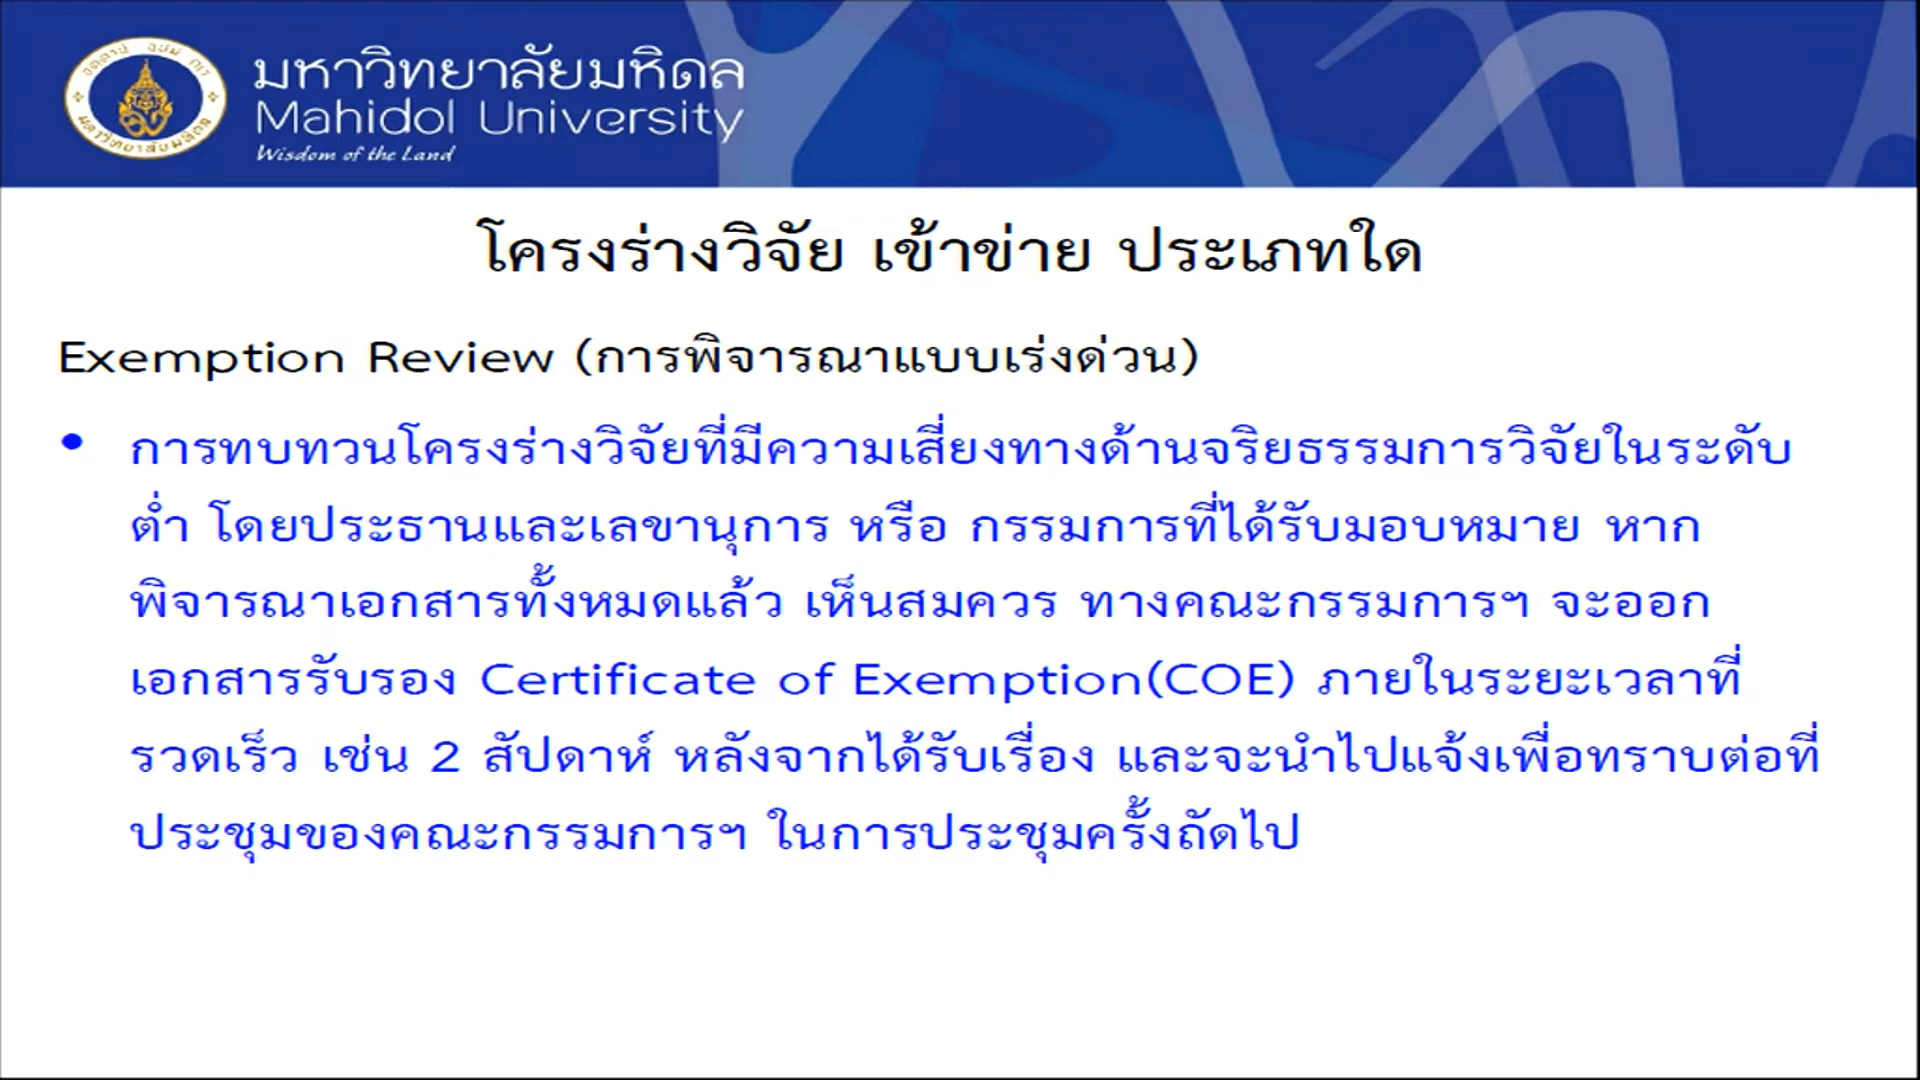 มหาวิทยาลัยมหิดล
Mahidol University
Wisdom of the Land
โครงร่างวิจัย เข้าข่าย ประเภทใด
Exemption Review (การพิจารณาแบบเร่งด่วน)
• การทบทวนโครงร่างวิจัยที่มีความเสี่ยงทางด้านจริยธรรมการวิจัยในระดับ
ต่ำ โดยประธานและเลขานุการ หรือ กรรมการที่ได้รับมอบหมาย หาก
พิจารณาเอกสารทั้งหมดแล้ว เห็นสมควร ทางคณะกรรมการฯ จะออก
เอกสารรับรอง Certificate of Exemption(COE) ภายในระยะเวลาที่
รวดเร็ว เช่น 2 สัปดาห์ หลังจากได้รับเรื่อง และจะนำไปแจ้งเพื่อทราบต่อที่
ประชุมของคณะกรรมการฯ ในการประชุมครั้งถัดไป